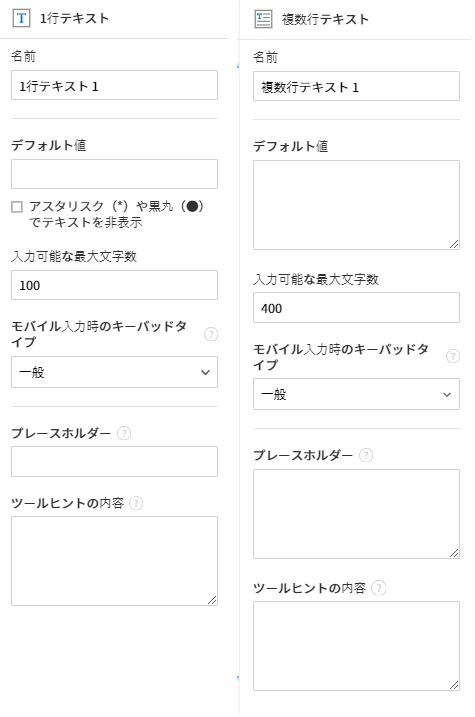 1行テキスト
名前
1行テキスト 1
デフォルト値
アスタリスク（*）や黒丸（●）
でテキストを非表示
入力可能な最大文字数
100
モバイル入力時のキーパッドタ
イプ
?
一般
プレースホルダー ?
ツールヒントの内容 ?
複数行テキスト
名前
複数行テキスト 1
デフォルト値
入力可能な最大文字数
400
モバイル入力時のキーパッドタ
イプ
?
一般
プレースホルダー ?
ツールヒントの内容 ?